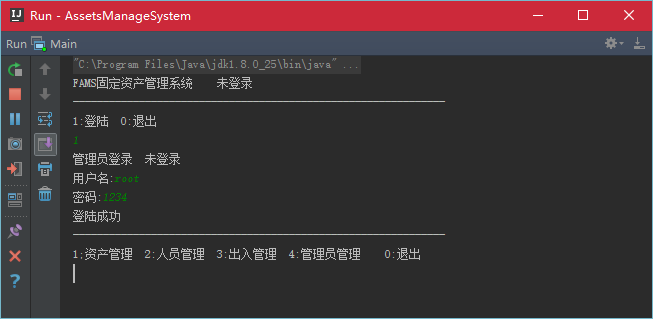 Run - AssetsManageSystem
Run Main
"C:\Program Files\Java\jdk1.8.0_25\bin\java" ...
FAMS固定资产管理系统 未登录
1:登陆 0:退出
1
管理员登录 未登录
用户名:root
密码:1234
登陆成功
1:资产管理 2:人员管理 3:出入管理 4:管理员管理 0:退出